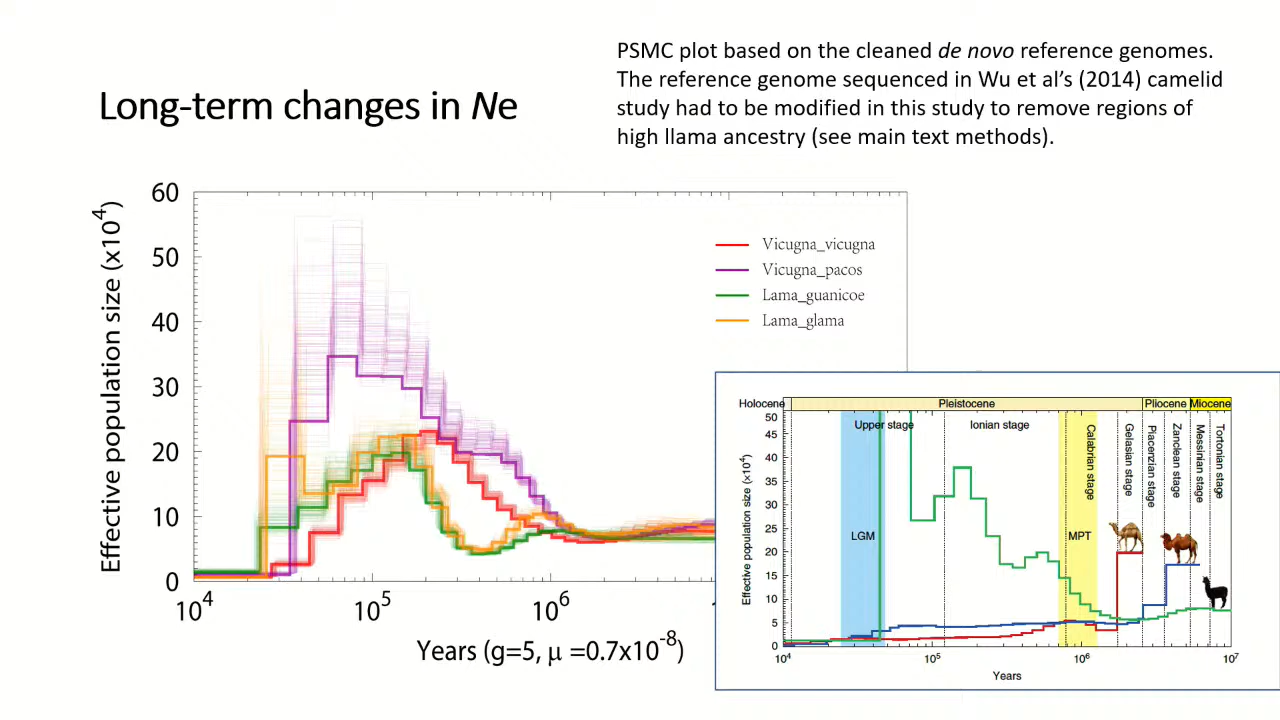 PSMC plot based on the cleaned de novo reference genomes.
The reference genome sequenced in Wu et al’s (2014) camelid
study had to be modified in this study to remove regions of
high llama ancestry (see main text methods).
Long-term changes in Ne
Effective population size (x10⁴)
60
50
40
30
20
10
0
10⁴
10⁵
10⁶
Years (g=5, μ =0.7x10⁻⁸)
Vicugna_vicugna
Vicugna_pacos
Lama_guanicoe
Lama_glama
Holocene
Pleistocene
Pliocene
Miocene
Upper stage
Ionian stage
Calabrian stage
Gelasian stage
Piacenzian stage
Zanclean stage
Messinian stage
Tortonian stage
LGM
MPT
Effective population size (×10⁴)
50
45
40
35
30
25
20
15
10
5
0
10⁴
10⁵
10⁶
10⁷
Years